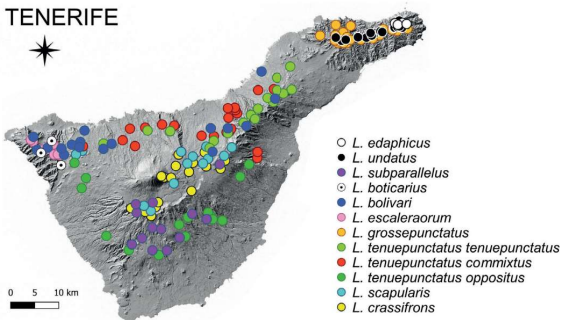 TENERIFE
L. edaphicus
L. undatus
L. subparallelus
L. boticarius
L. bolivari
L. escaleraorum
L. grossepunctatus
L. tenuepunctatus tenuepunctatus
L. tenuepunctatus commixtus
L. tenuepunctatus oppositus
L. scapularis
L. crassifrons
0 5 10 km